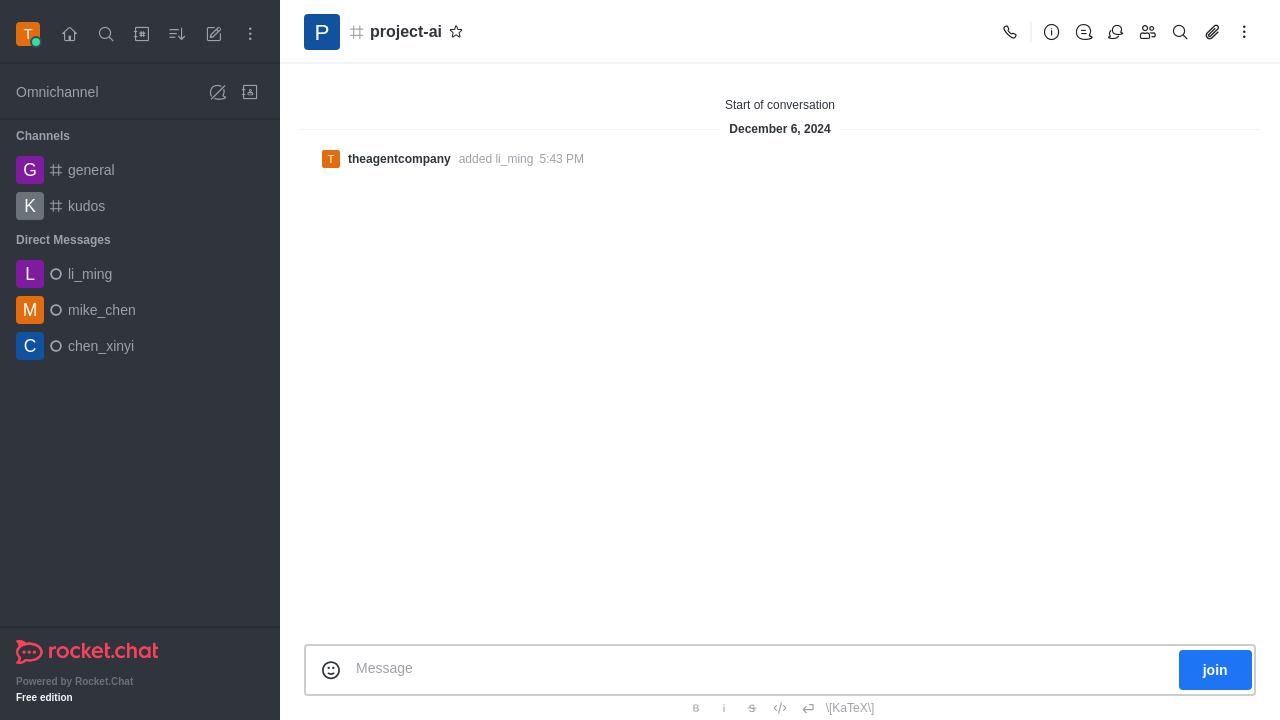 T
Omnichannel
Channels
G general
K kudos
Direct Messages
L li_ming
M mike_chen
C chen_xinyi
rocket.chat
Powered by Rocket.Chat
Free edition
P project-ai
Start of conversation
December 6, 2024
T theagentcompany added li_ming 5:43 PM
Message
join
B i S \[KaTeX\]